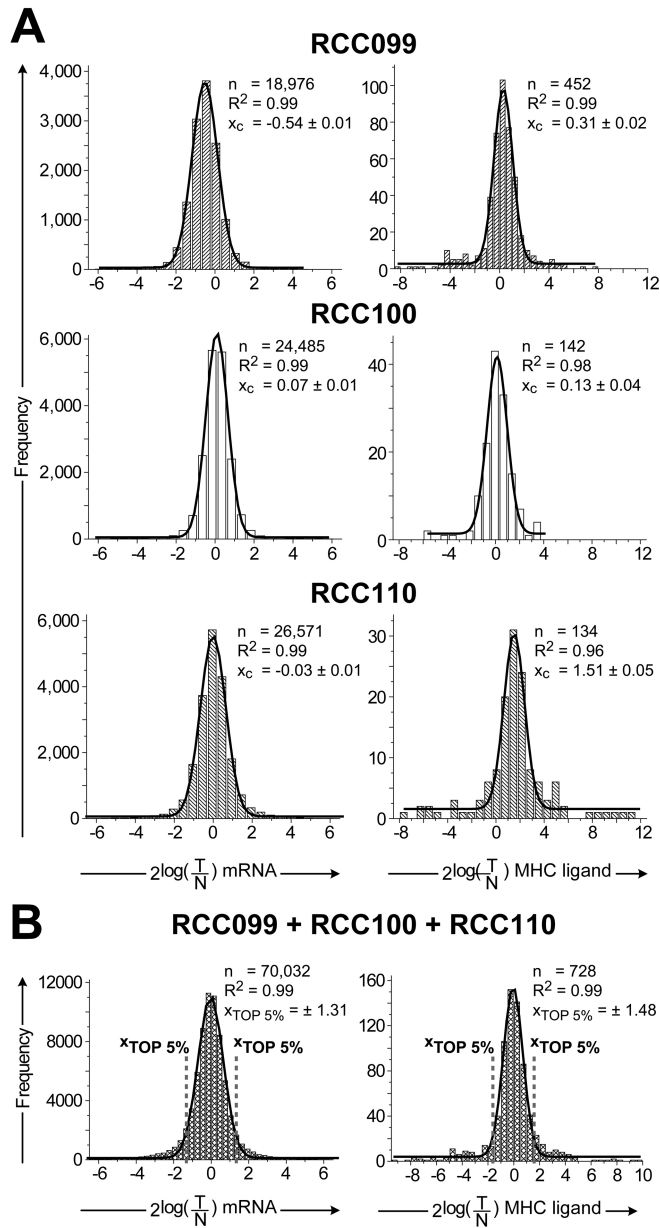 A
RCC099
4,000
3,000
2,000
1,000
0
-6 -4 -2 0 2 4 6
n = 18,976
R² = 0.99
xc = -0.54 ± 0.01
100
80
60
40
20
0
-8 -4 0 4 8 12
n = 452
R² = 0.99
xc = 0.31 ± 0.02
RCC100
Frequency
6,000
4,000
2,000
0
-6 -4 -2 0 2 4 6
n = 24,485
R² = 0.99
xc = 0.07 ± 0.01
40
20
0
-8 -4 0 4 8 12
n = 142
R² = 0.98
xc = 0.13 ± 0.04
RCC110
6,000
4,000
2,000
0
-6 -4 -2 0 2 4 6
n = 26,571
R² = 0.99
xc = -0.03 ± 0.01
30
20
10
0
-8 -4 0 4 8 12
n = 134
R² = 0.96
xc = 1.51 ± 0.05
2log(T/N) mRNA
2log(T/N) MHC ligand
B
RCC099 + RCC100 + RCC110
Frequency
12000
8000
4000
0
-6 -4 -2 0 2 4 6
n = 70,032
R² = 0.99
xTOP 5% = ± 1.31
xTOP 5%
xTOP 5%
160
120
80
40
0
-8 -6 -4 -2 0 2 4 6 8 10
n = 728
R² = 0.99
xTOP 5% = ± 1.48
xTOP 5%
xTOP 5%
2log(T/N) mRNA
2log(T/N) MHC ligand